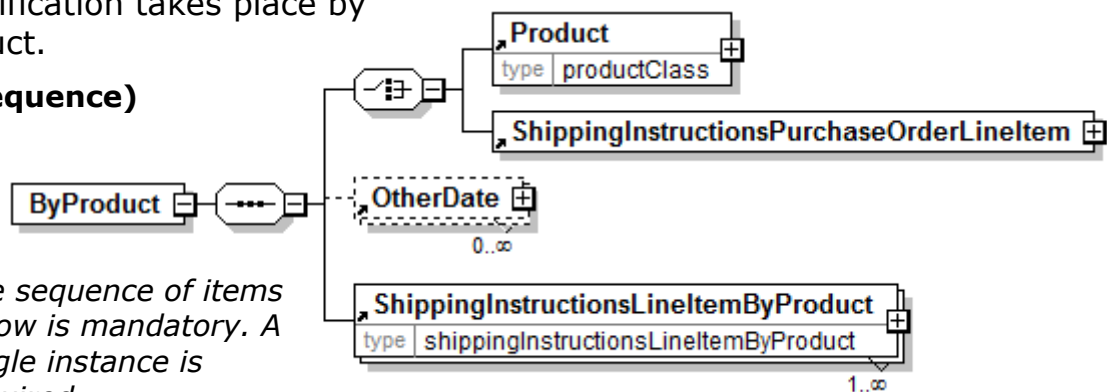 ification takes place by
uct.
equence)
Product
type productClass
ShippingInstructionsPurchaseOrderLineItem
ByProduct
OtherDate
0..∞
e sequence of items
ow is mandatory. A
gle instance is
ShippingInstructionsLineItemByProduct
type shippingInstructionsLineItemByProduct
1..∞